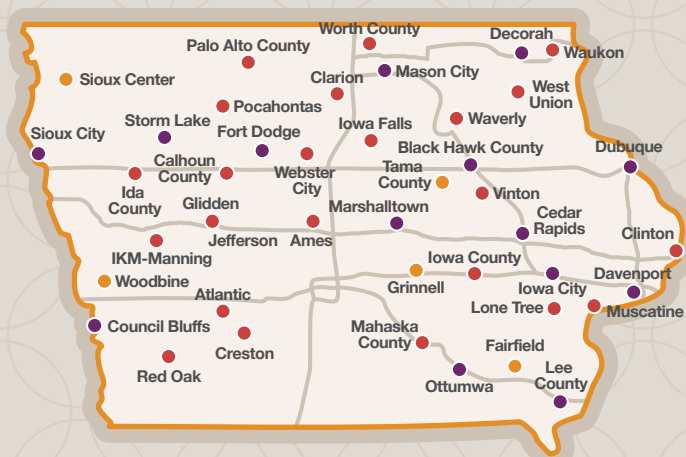 Worth County
Decorah
Palo Alto County
Waukon
Clarion
Mason City
Sioux Center
West
Union
Pocahontas
Storm Lake
Iowa Falls
Waverly
Sioux City
Fort Dodge
Black Hawk County
Dubuque
Calhoun
County
Webster
City
Tama
County
Ida
County
Glidden
Vinton
Marshalltown
Cedar
Rapids
Clinton
Jefferson
Ames
IKM-Manning
Iowa County
Davenport
Woodbine
Grinnell
Iowa City
Atlantic
Lone Tree
Muscatine
Council Bluffs
Mahaska
County
Creston
Fairfield
Red Oak
Lee
County
Ottumwa